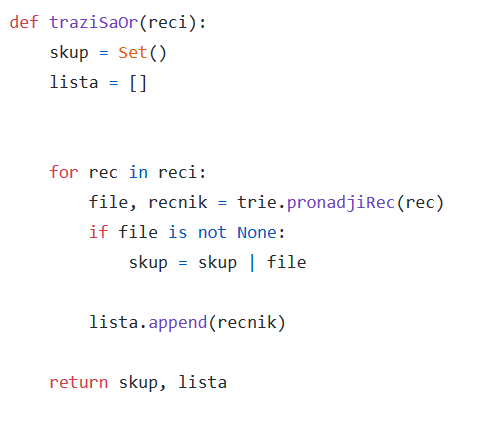 def traziSaOr(reci):
    skup = Set()
    lista = []
    for rec in reci:
        file, recnik = trie.pronadjiRec(rec)
        if file is not None:
            skup = skup | file
        lista.append(recnik)
    return skup, lista